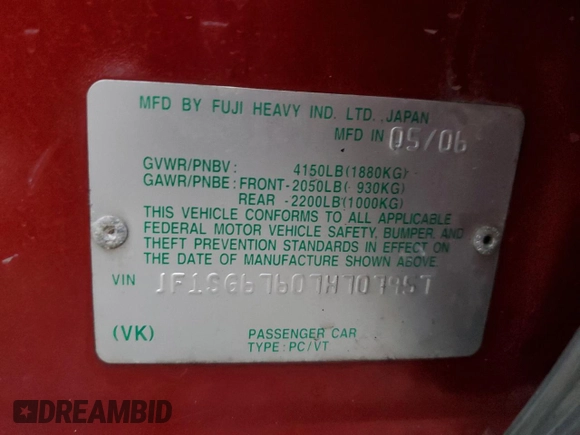 MFD BY FUJI HEAVY IND. LTD., JAPAN
MFD IN 05/06
GVWR/PNBV: 4150LB(1880KG)
GAWR/PNBE: FRONT-2050LB( 930KG)
REAR -2200LB(1000KG)
THIS VEHICLE CONFORMS TO ALL APPLICABLE
FEDERAL MOTOR VEHICLE SAFETY, BUMPER, AND
THEFT PREVENTION STANDARDS IN EFFECT ON
THE DATE OF MANUFACTURE SHOWN ABOVE.
VIN
(VK)
PASSENGER CAR
TYPE: PC/VT
DREAMBID